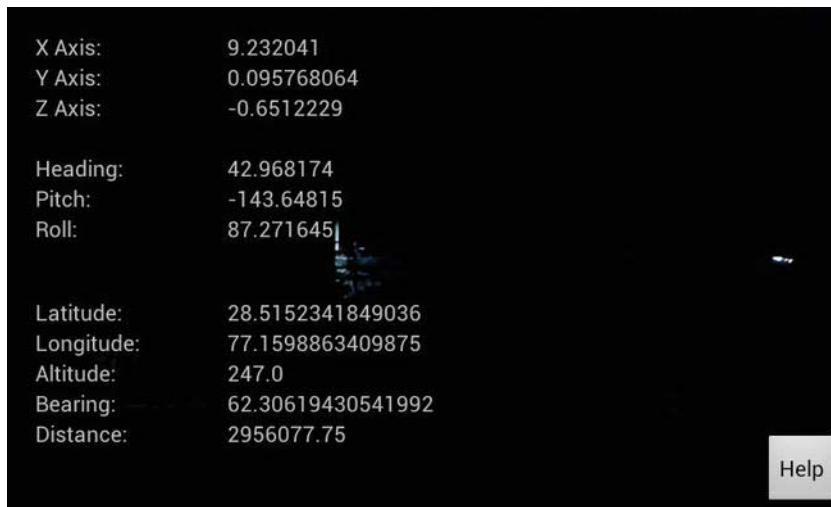 X Axis: 9.232041
Y Axis: 0.095768064
Z Axis: -0.6512229
Heading: 42.968174
Pitch: -143.64815
Roll: 87.271645
Latitude: 28.5152341849036
Longitude: 77.1598863409875
Altitude: 247.0
Bearing: 62.30619430541992
Distance: 2956077.75
Help